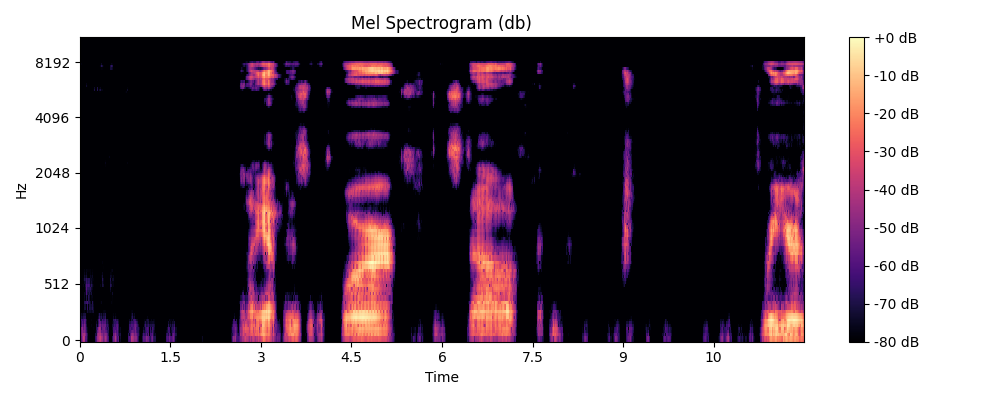 Mel Spectrogram (db)
8192
4096
2048
1024
512
0
Hz
0 1.5 3 4.5 6 7.5 9 10
Time
+0 dB
-10 dB
-20 dB
-30 dB
-40 dB
-50 dB
-60 dB
-70 dB
-80 dB